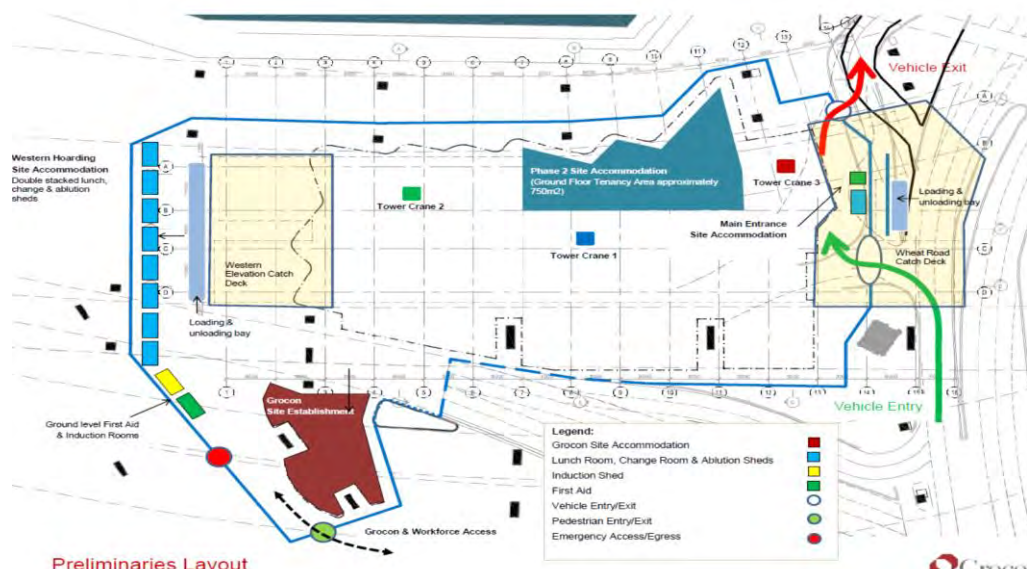 Vehicle Exit
Western Hoarding
Site Accommodation
Double stacked lunch,
change & ablution
sheds
Phase 2 Site Accommodation
(Ground Floor Tenancy Area approximately
750m2)
Tower Crane 3
Tower Crane 2
Loading &
unloading bay
Main Entrance
Site Accommodation
Tower Crane 1
Western
Elevation Catch
Deck
Wheat Road
Catch Deck
Loading &
unloading bay
Grocon
Site Establishment
Vehicle Entry
Ground level First Aid
& Induction Rooms
Legend:
Grocon Site Accommodation
Lunch Room, Change Room & Ablution Sheds
Induction Shed
First Aid
Vehicle Entry/Exit
Pedestrian Entry/Exit
Emergency Access/Egress
Grocon & Workforce Access
Preliminaries Layout